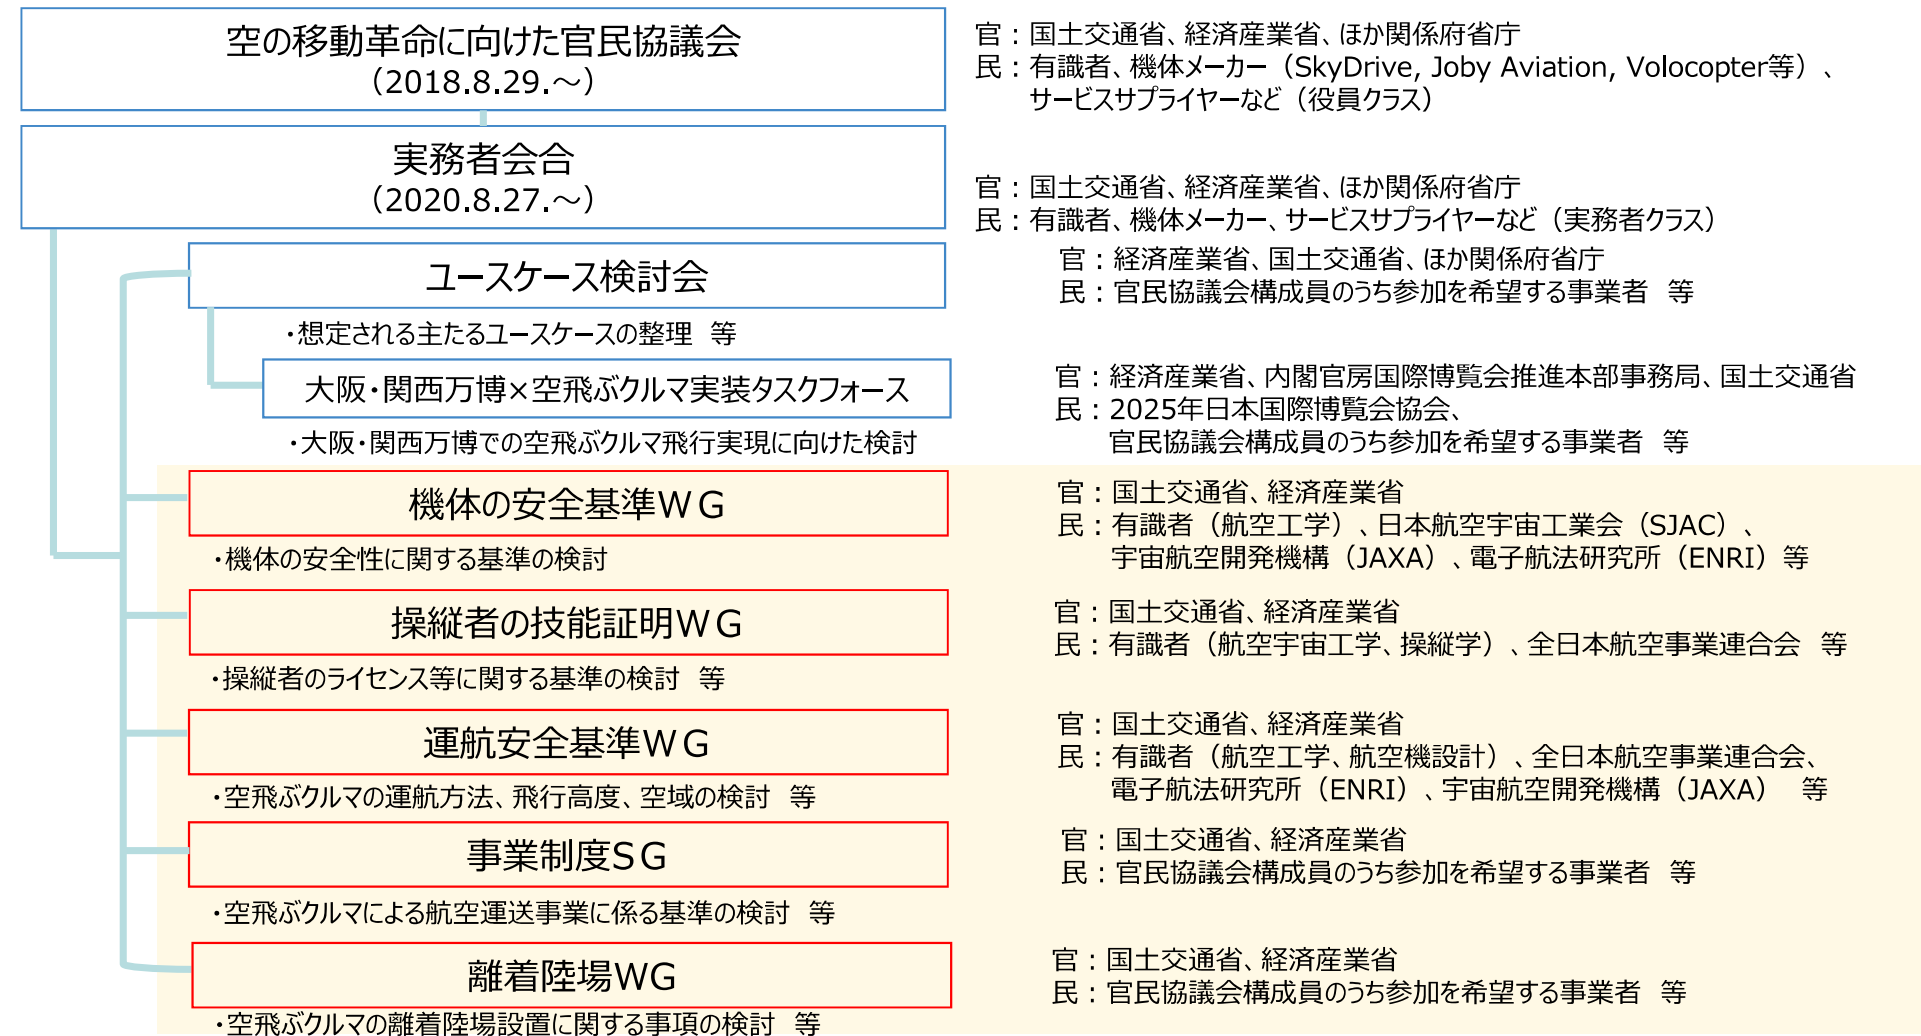 空の移動革命に向けた官民協議会
（2018.8.29.～）
官：国土交通省、経済産業省、ほか関係府省庁
民：有識者、機体メーカー（SkyDrive, Joby Aviation, Volocopter等）、
サービスサプライヤーなど（役員クラス）
実務者会合
（2020.8.27.～）
官：国土交通省、経済産業省、ほか関係府省庁
民：有識者、機体メーカー、サービスサプライヤーなど（実務者クラス）
ユースケース検討会
官：経済産業省、国土交通省、ほか関係府省庁
民：官民協議会構成員のうち参加を希望する事業者　等
・想定される主たるユースケースの整理　等
大阪・関西万博×空飛ぶクルマ実装タスクフォース
官：経済産業省、内閣官房国際博覧会推進本部事務局、国土交通省
民：2025年日本国際博覧会協会、
官民協議会構成員のうち参加を希望する事業者　等
・大阪・関西万博での空飛ぶクルマ飛行実現に向けた検討
機体の安全基準ＷＧ
官：国土交通省、経済産業省
民：有識者（航空工学）、日本航空宇宙工業会（SJAC）、
宇宙航空開発機構（JAXA）、電子航法研究所（ENRI）等
・機体の安全性に関する基準の検討
操縦者の技能証明ＷＧ
官：国土交通省、経済産業省
民：有識者（航空宇宙工学、操縦学）、全日本航空事業連合会　等
・操縦者のライセンス等に関する基準の検討　等
運航安全基準ＷＧ
官：国土交通省、経済産業省
民：有識者（航空工学、航空機設計）、全日本航空事業連合会、
電子航法研究所（ENRI）、宇宙航空開発機構（JAXA）　等
・空飛ぶクルマの運航方法、飛行高度、空域の検討　等
事業制度ＳＧ
官：国土交通省、経済産業省
民：官民協議会構成員のうち参加を希望する事業者　等
・空飛ぶクルマによる航空運送事業に係る基準の検討　等
離着陸場WG
官：国土交通省、経済産業省
民：官民協議会構成員のうち参加を希望する事業者　等
・空飛ぶクルマの離着陸場設置に関する事項の検討　等